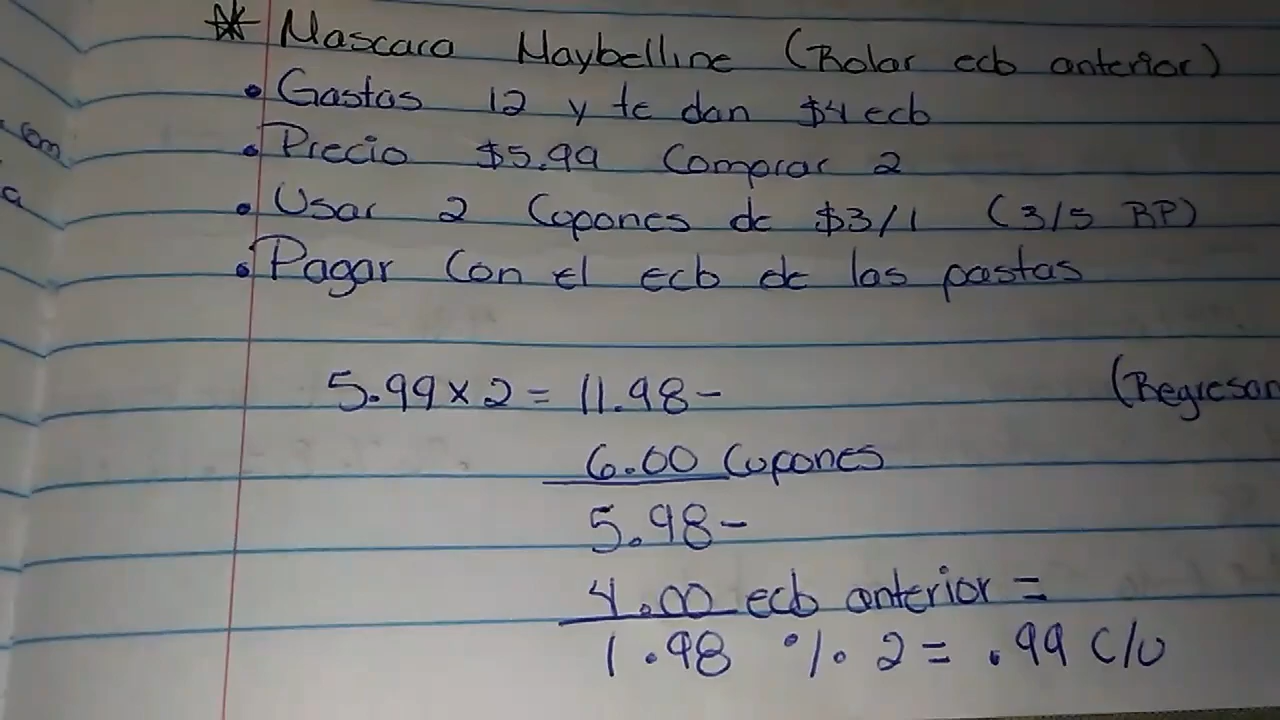 * Mascara Maybelline (Rolar ecb anterior)
• Gastas 12 y te dan $4 ecb
• Precio $5.99 Comprar 2
• Usar 2 Cupones de $3/1 (3/5 RP)
• Pagar Con el ecb de las pastas
5.99 x 2 = 11.98 - (Regresan
6.00 Cupones
5.98 -
4.00 ecb anterior =
1.98 % 2 = .99 c/u